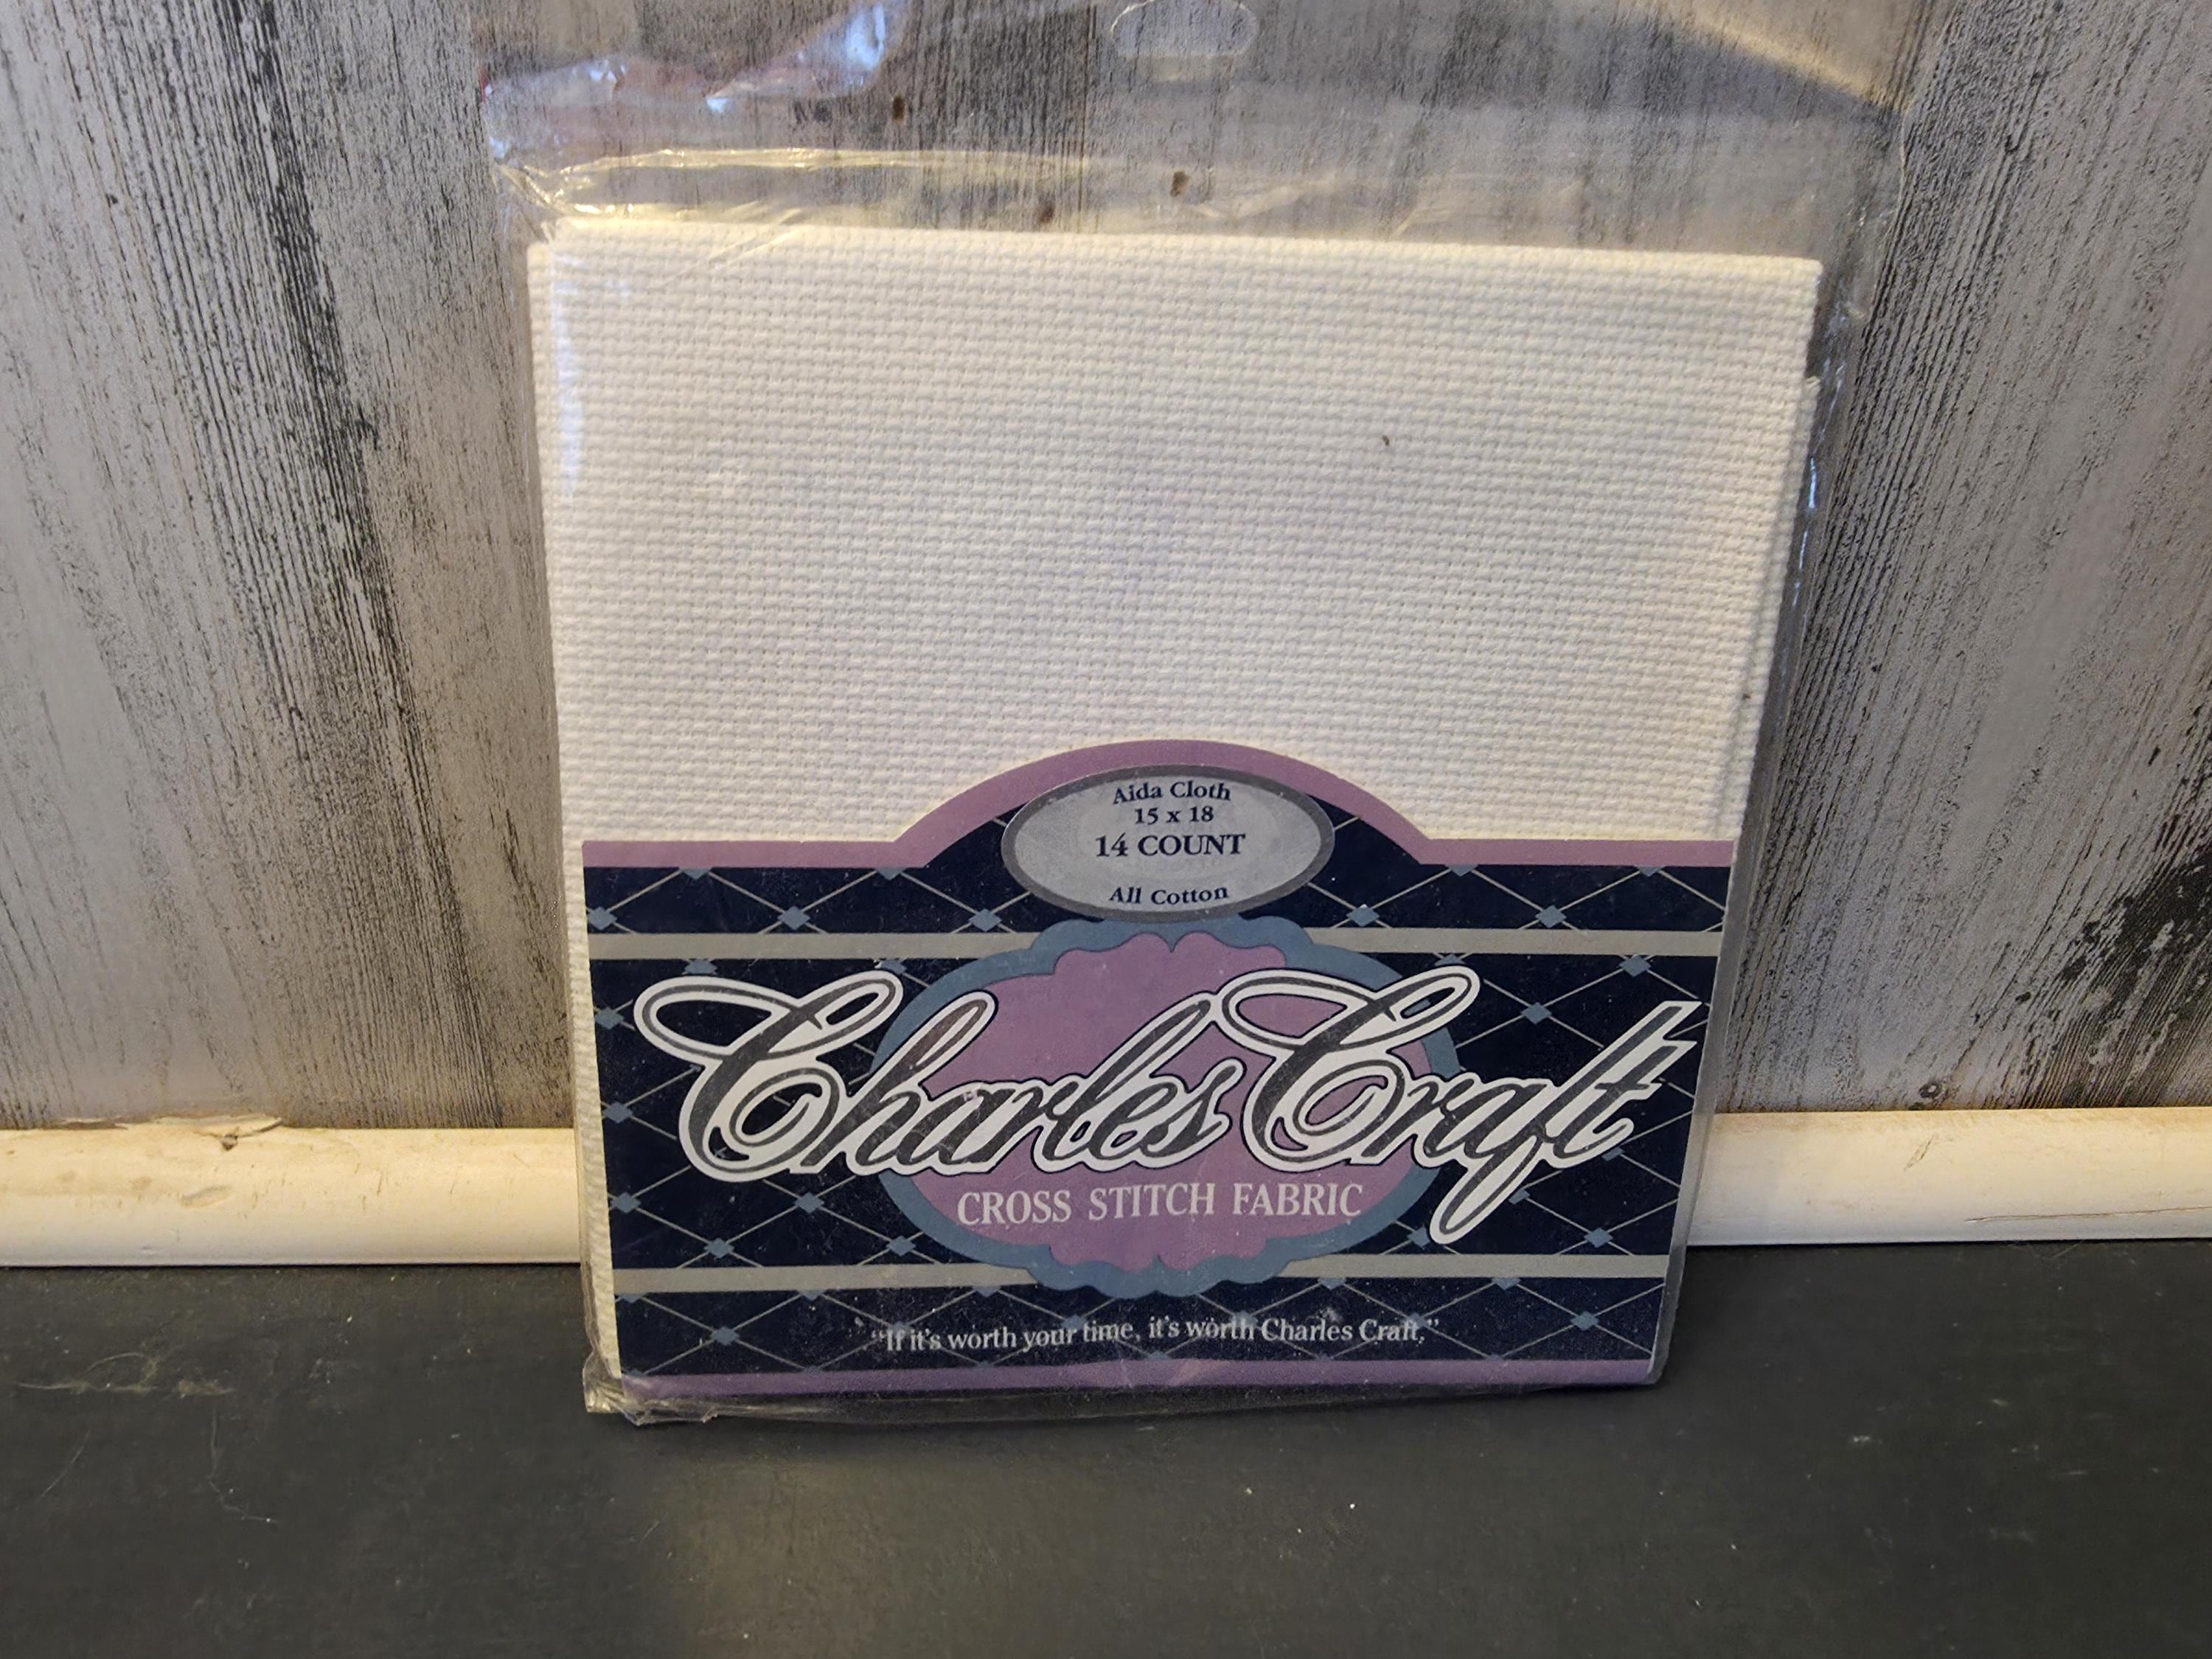 Aida Cloth
15 x 18
14 COUNT
All Cotton
Charles Craft
CROSS STITCH FABRIC
"If it's worth your time, it's worth Charles Craft."